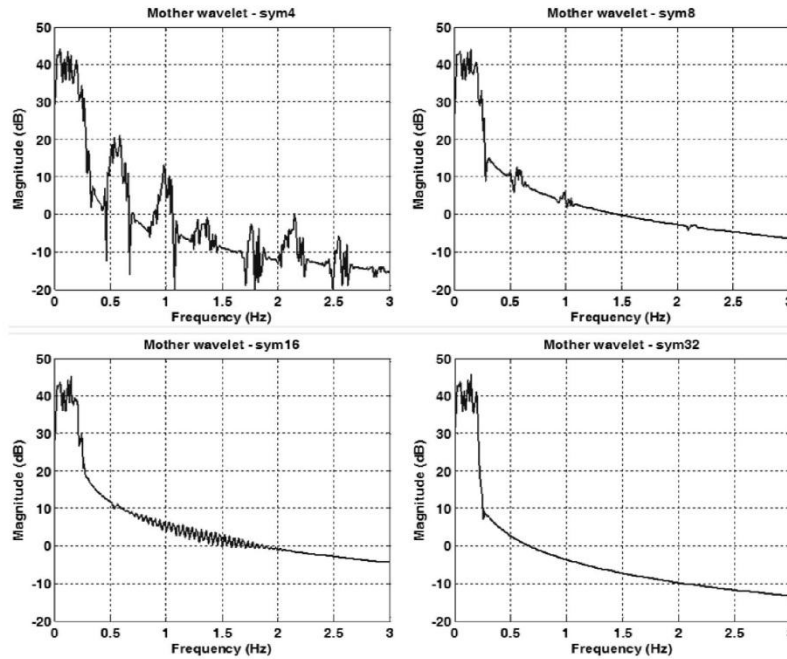 Mother wavelet - sym4
Magnitude (dB)
50
40
30
20
10
0
-10
-20
0 0.5 1 1.5 2 2.5 3
Frequency (Hz)
Mother wavelet - sym8
Magnitude (dB)
50
40
30
20
10
0
-10
-20
0 0.5 1 1.5 2 2.5 3
Frequency (Hz)
Mother wavelet - sym16
Magnitude (dB)
50
40
30
20
10
0
-10
-20
0 0.5 1 1.5 2 2.5 3
Frequency (Hz)
Mother wavelet - sym32
Magnitude (dB)
50
40
30
20
10
0
-10
-20
0 0.5 1 1.5 2 2.5 3
Frequency (Hz)